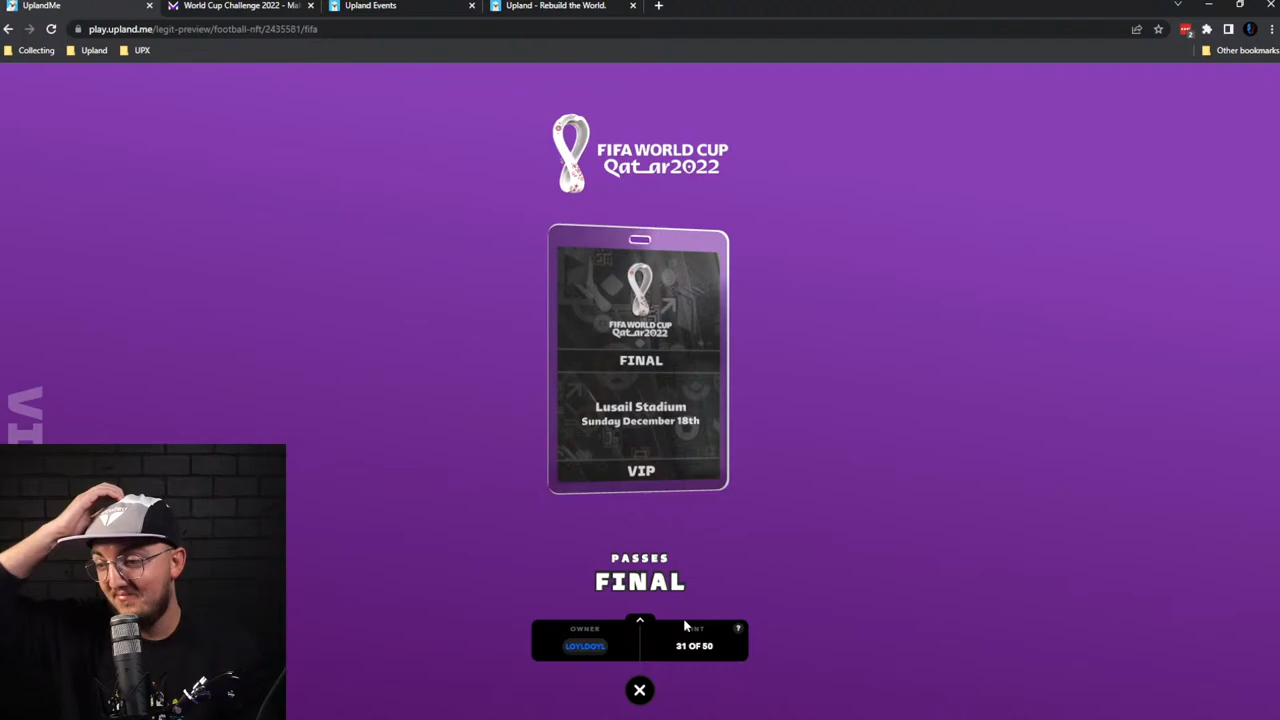 UplandMe
World Cup Challenge 2022 - Ma
Upland Events
Upland - Rebuild the World.
play.upland.me/legit-preview/football-nft/2435581/fifa
Collecting
Upland
UPX
Other bookmarks
FIFA WORLD CUP
Qatar2022
FIFA WORLD CUP
Qatar2022
FINAL
Lusail Stadium
Sunday December 18th
VIP
PASSES
FINAL
OWNER
LOYLDOYL
31 OF 50
?